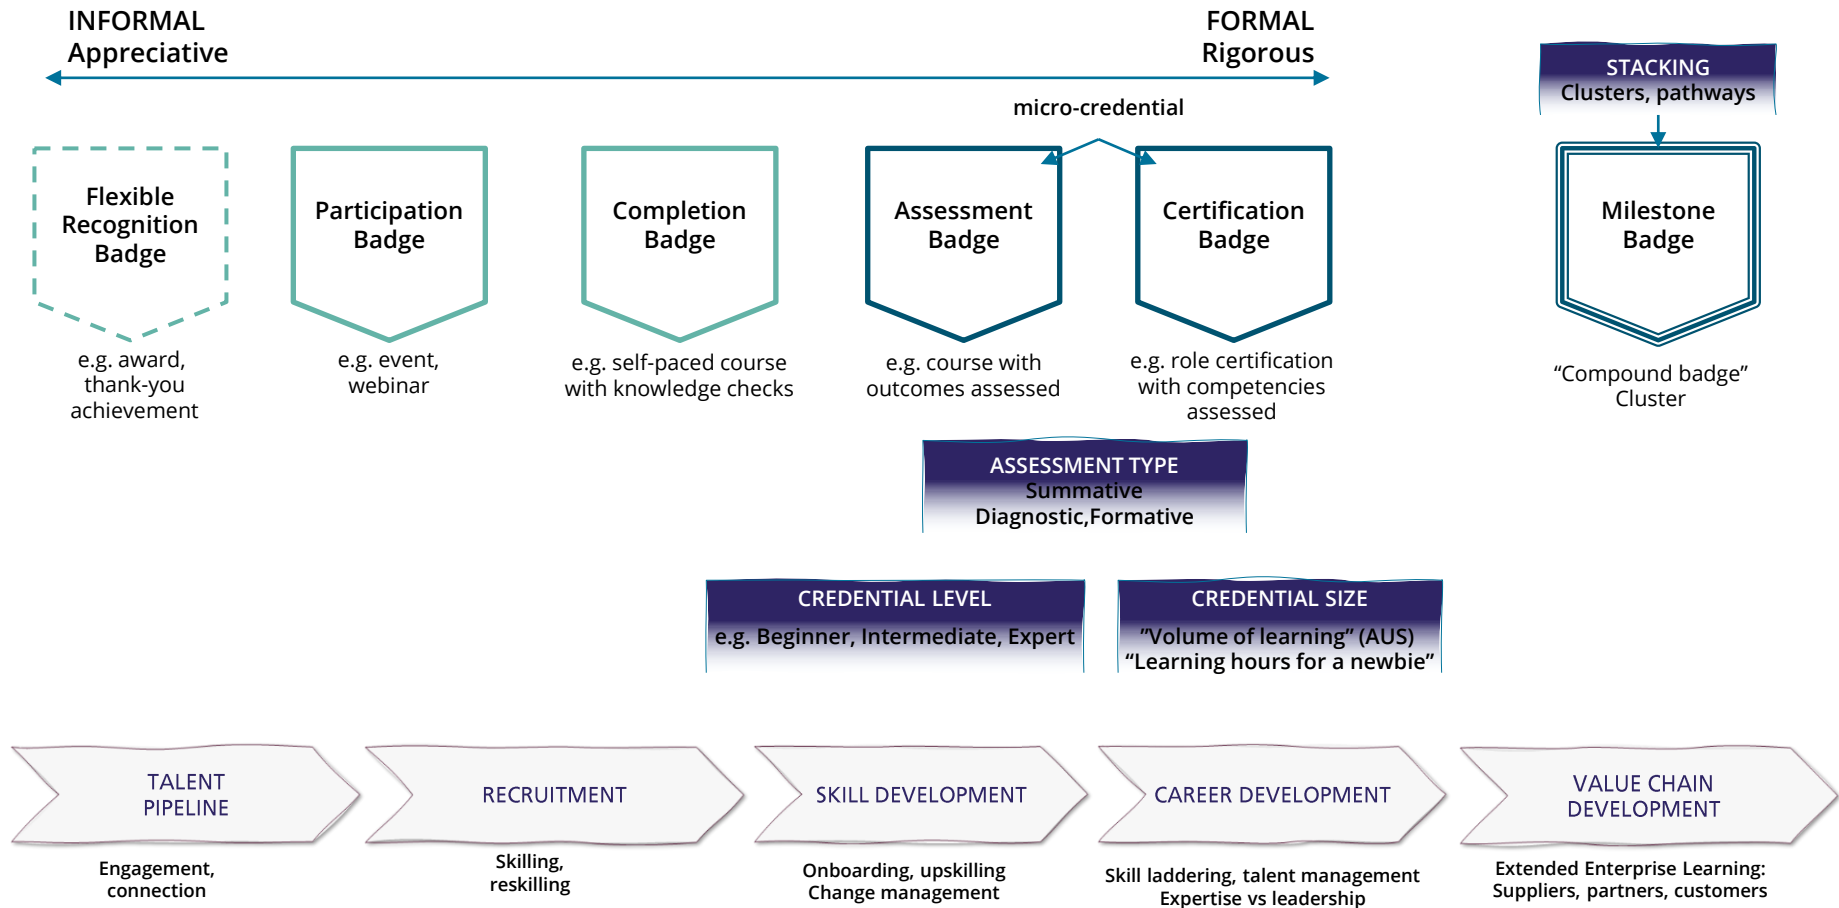 INFORMAL
Appreciative
FORMAL
Rigorous
STACKING
Clusters, pathways
micro-credential
Flexible
Recognition
Badge
Participation
Badge
Completion
Badge
Assessment
Badge
Certification
Badge
Milestone
Badge
e.g. award,
thank-you
achievement
e.g. event,
webinar
e.g. self-paced course
with knowledge checks
e.g. course with
outcomes assessed
e.g. role certification
with competencies
assessed
“Compound badge”
Cluster
ASSESSMENT TYPE
Summative
Diagnostic,Formative
CREDENTIAL LEVEL
e.g. Beginner, Intermediate, Expert
CREDENTIAL SIZE
”Volume of learning” (AUS)
“Learning hours for a newbie”
TALENT
PIPELINE
RECRUITMENT
SKILL DEVELOPMENT
CAREER DEVELOPMENT
VALUE CHAIN
DEVELOPMENT
Engagement,
connection
Skilling,
reskilling
Onboarding, upskilling
Change management
Skill laddering, talent management
Expertise vs leadership
Extended Enterprise Learning:
Suppliers, partners, customers